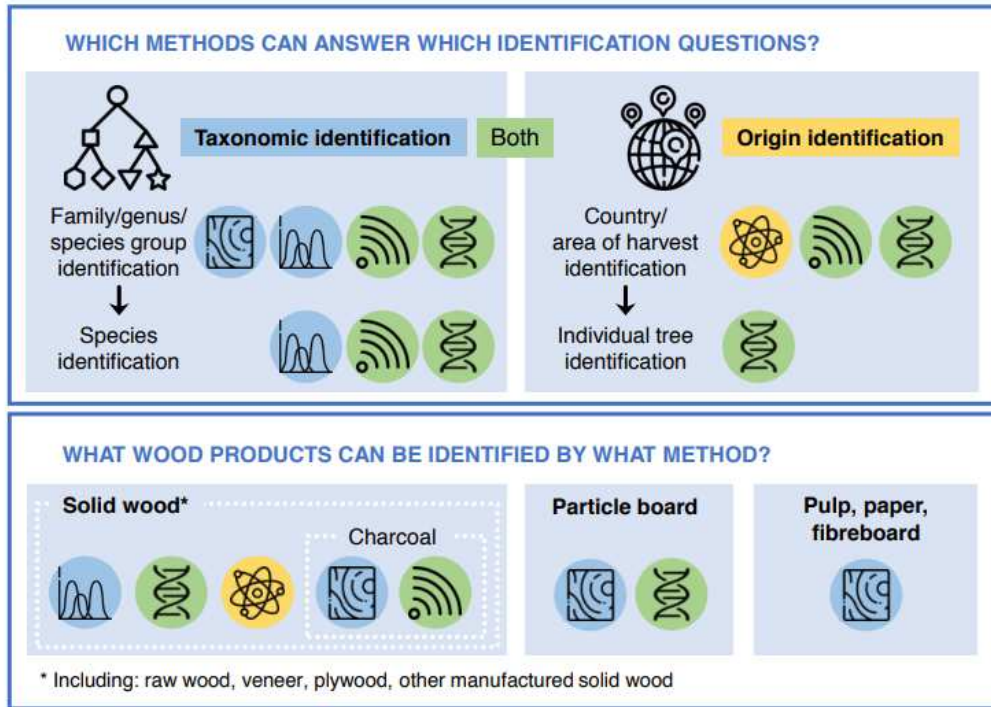 WHICH METHODS CAN ANSWER WHICH IDENTIFICATION QUESTIONS?
Taxonomic identification
Both
Origin identification
Family/genus/
species group
identification
Species
identification
Country/
area of harvest
identification
Individual tree
identification
WHAT WOOD PRODUCTS CAN BE IDENTIFIED BY WHAT METHOD?
Solid wood*
Charcoal
Particle board
Pulp, paper,
fibreboard
* Including: raw wood, veneer, plywood, other manufactured solid wood